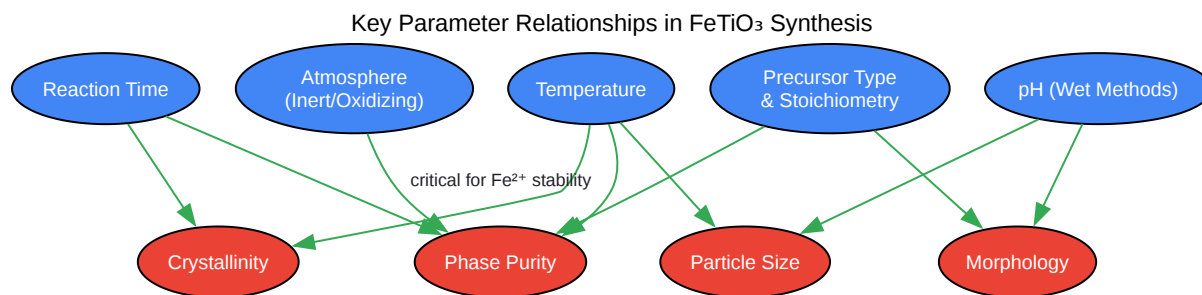 Key Parameter Relationships in FeTiO₃ Synthesis
Reaction Time
Atmosphere
(Inert/Oxidizing)
Temperature
Precursor Type
& Stoichiometry
pH (Wet Methods)
critical for Fe²⁺ stability
Crystallinity
Phase Purity
Particle Size
Morphology